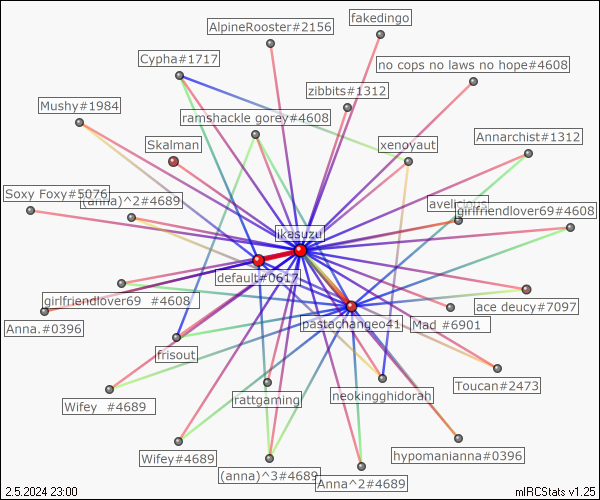 fakedingo
AlpineRooster#2156
Cypha#1717
no cops no laws no hope#4608
zibbits#1312
Mushy#1984
ramshackle gorey#4608
Annarchist#1312
Skalman
xenoyaut
Soxy Foxy#5076
(anna)^2#4689
girlfriendlover69#4608
ikasuzu
default#0617
girlfriendlover69 #4608
ace deucy#7097
Anna.#0396
pastachangeo41
Mad #6901
frisout
Toucan#2473
rattgaming
neokingghidorah
Wifey #4689
hypomanianna#0396
Wifey#4689
(anna)^3#4689
Anna^2#4689
2.5.2024 23:00
mIRCStats v1.25